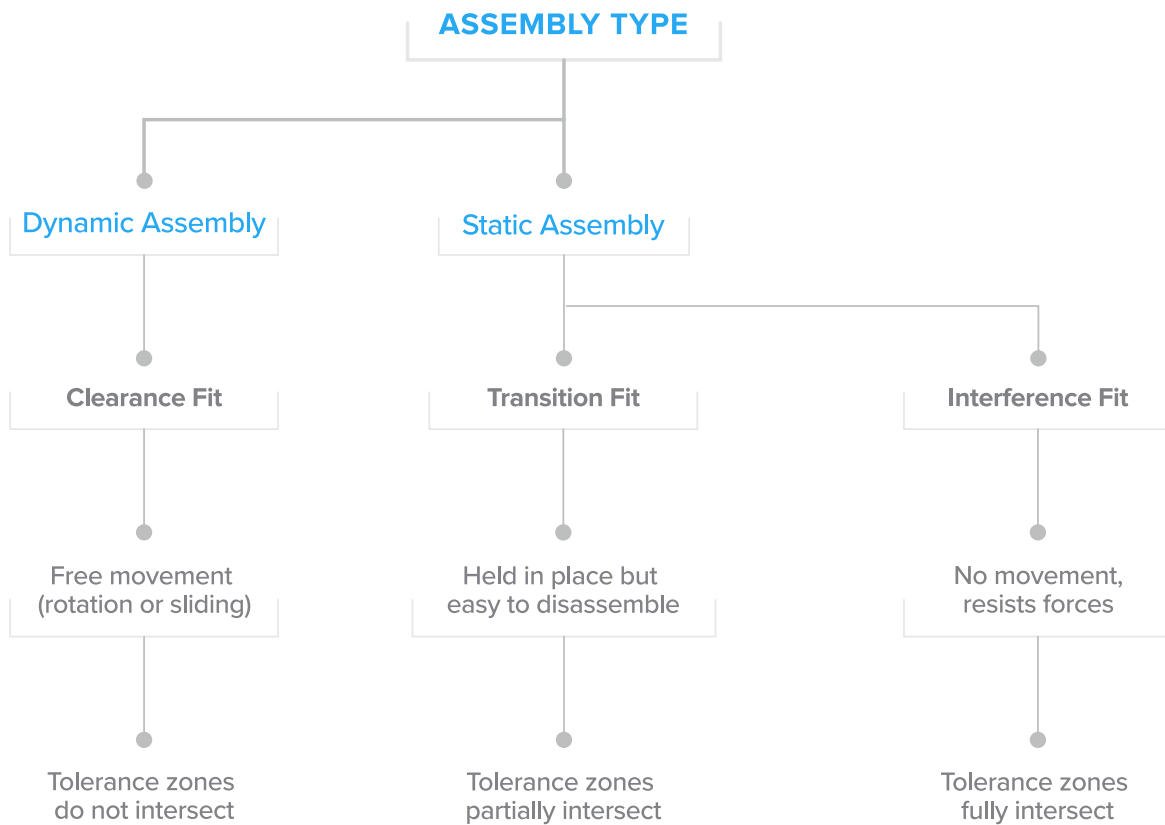 ASSEMBLY TYPE
Dynamic Assembly
Static Assembly
Clearance Fit
Transition Fit
Interference Fit
Free movement
(rotation or sliding)
Held in place but
easy to disassemble
No movement,
resists forces
Tolerance zones
do not intersect
Tolerance zones
partially intersect
Tolerance zones
fully intersect